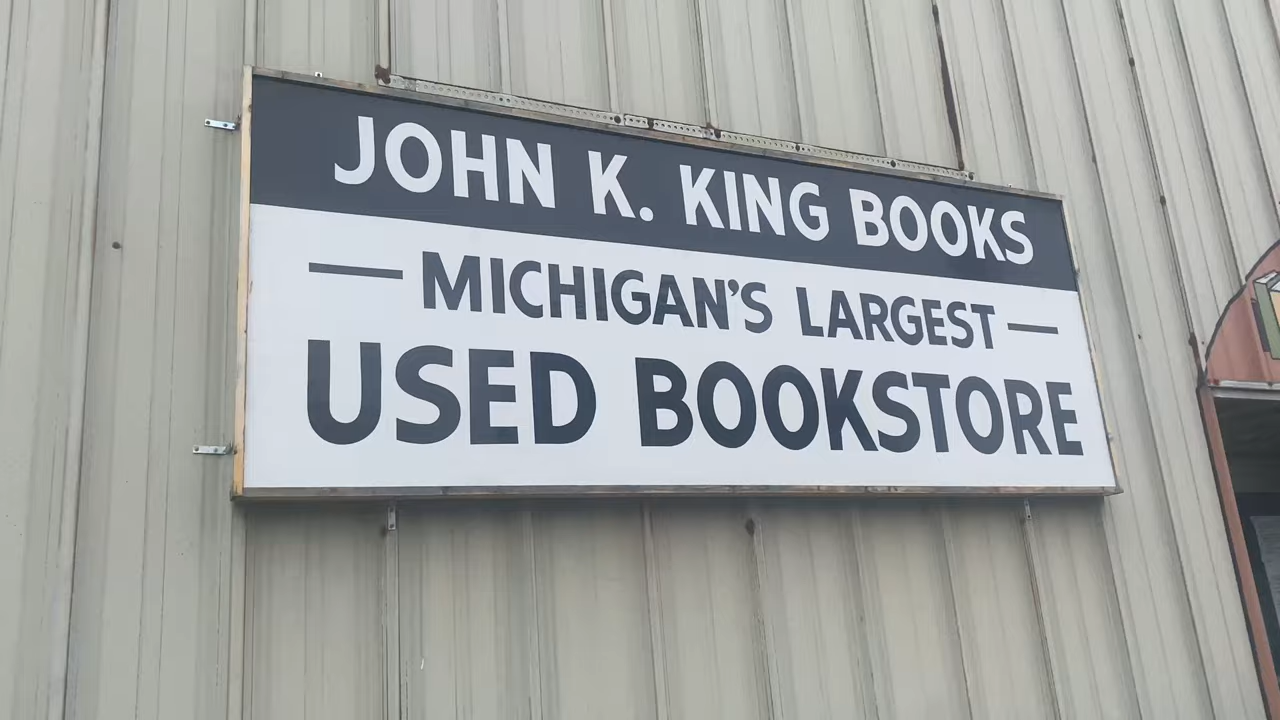 JOHN K. KING BOOKS
— MICHIGAN'S LARGEST —
USED BOOKSTORE